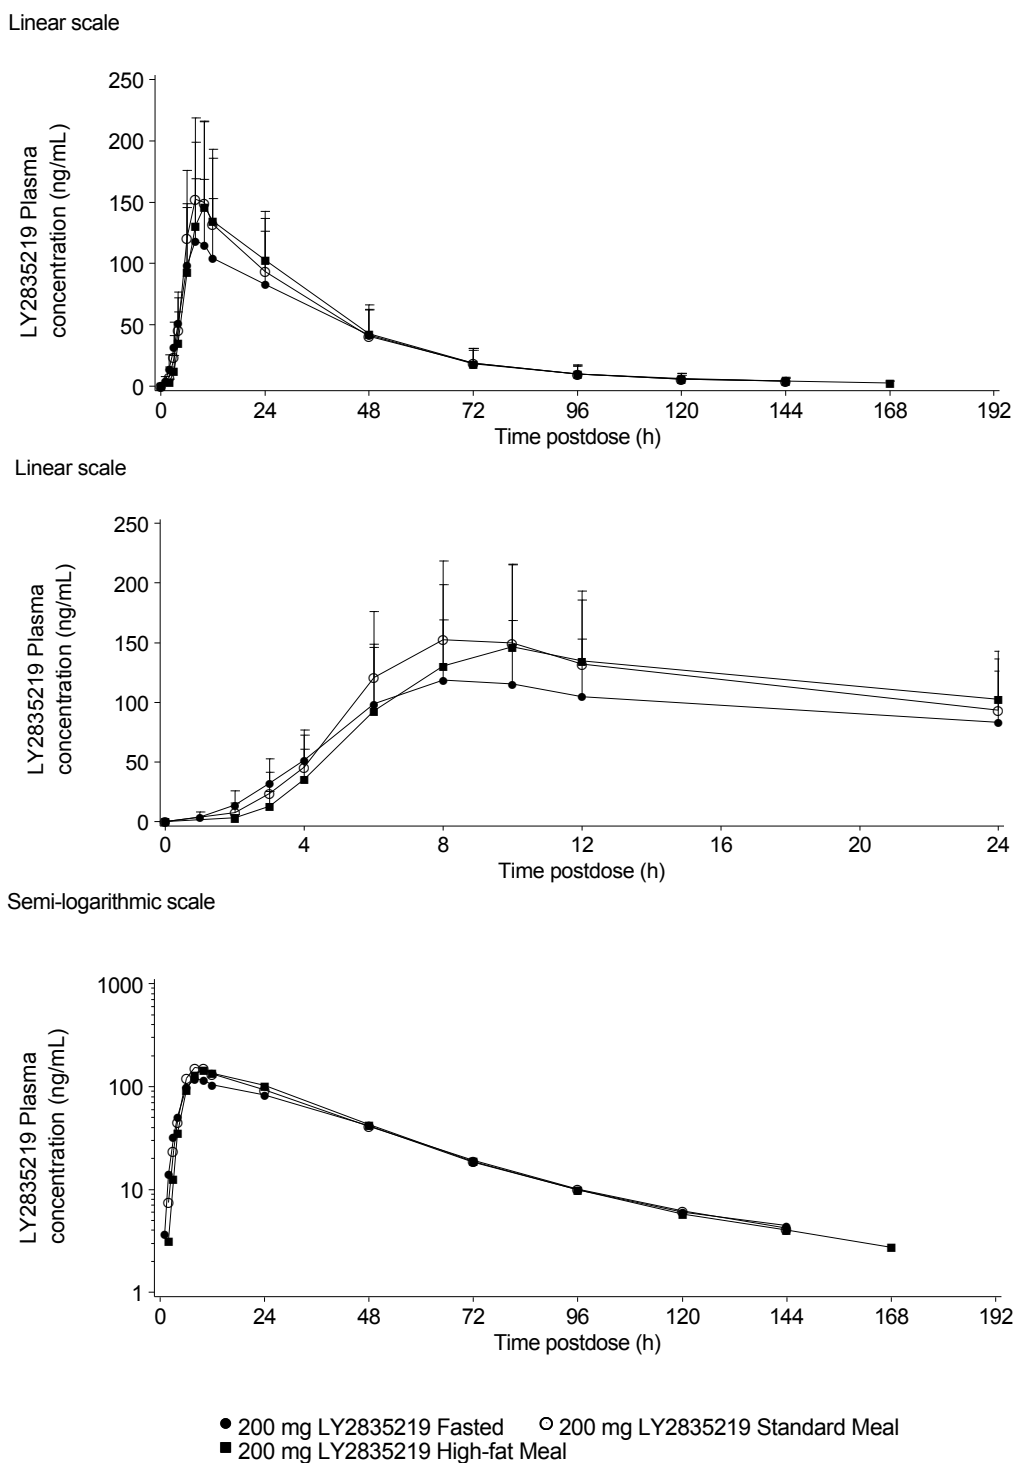 Linear scale
LY2835219 Plasma
concentration (ng/mL)
250
200
150
100
50
0
0 24 48 72 96 120 144 168 192
Time postdose (h)
Linear scale
LY2835219 Plasma
concentration (ng/mL)
250
200
150
100
50
0
0 4 8 12 16 20 24
Time postdose (h)
Semi-logarithmic scale
LY2835219 Plasma
concentration (ng/mL)
1000
100
10
1
0 24 48 72 96 120 144 168 192
Time postdose (h)
200 mg LY2835219 Fasted 200 mg LY2835219 Standard Meal
200 mg LY2835219 High-fat Meal